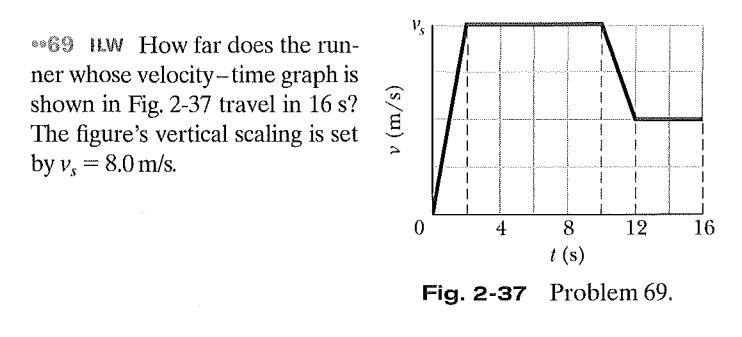 ••69 ILW How far does the run-
ner whose velocity–time graph is
shown in Fig. 2-37 travel in 16 s?
The figure's vertical scaling is set
by vs = 8.0 m/s.
vs
v (m/s)
0 4 8 12 16
t (s)
Fig. 2-37 Problem 69.